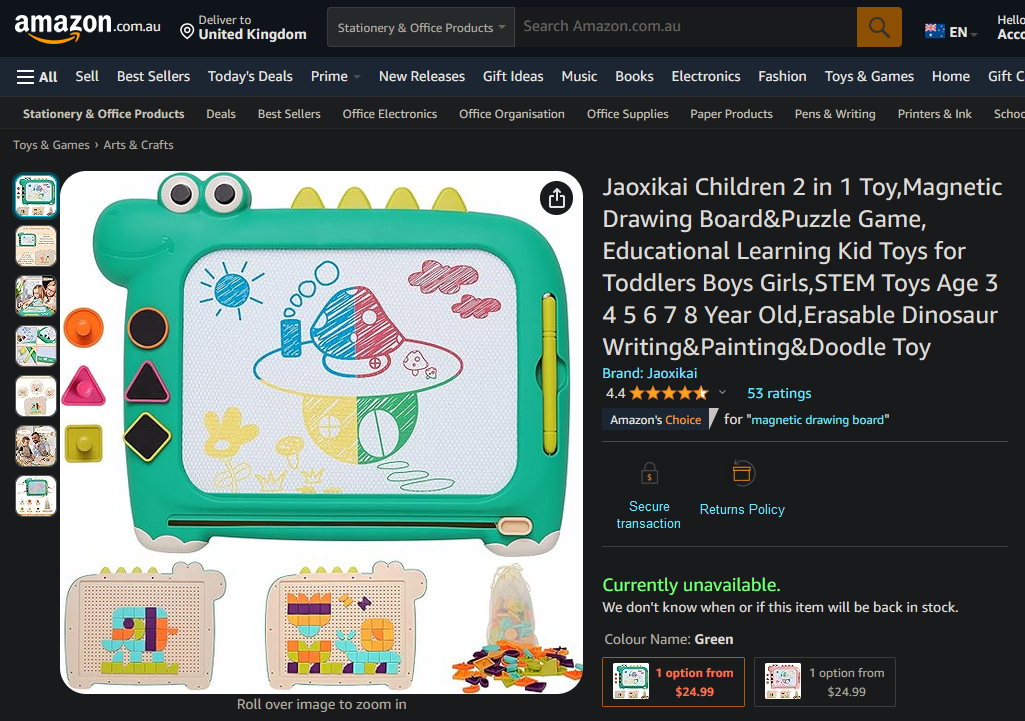 amazon.com.au
Deliver to
United Kingdom
Stationery & Office Products
Search Amazon.com.au
EN
Hello
Acco
All Sell Best Sellers Today's Deals Prime New Releases Gift Ideas Music Books Electronics Fashion Toys & Games Home Gift C
Stationery & Office Products Deals Best Sellers Office Electronics Office Organisation Office Supplies Paper Products Pens & Writing Printers & Ink Schoo
Toys & Games › Arts & Crafts
Jaoxikai Children 2 in 1 Toy,Magnetic
Drawing Board&Puzzle Game,
Educational Learning Kid Toys for
Toddlers Boys Girls,STEM Toys Age 3
4 5 6 7 8 Year Old,Erasable Dinosaur
Writing&Painting&Doodle Toy
Brand: Jaoxikai
4.4 53 ratings
Amazon's Choice for "magnetic drawing board"
Secure
transaction
Returns Policy
Currently unavailable.
We don't know when or if this item will be back in stock.
Colour Name: Green
1 option from
$24.99
1 option from
$24.99
Roll over image to zoom in